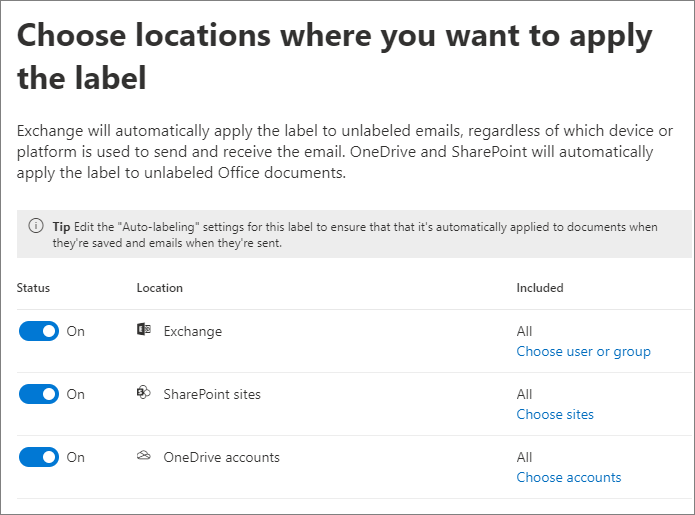 Choose locations where you want to apply
the label
Exchange will automatically apply the label to unlabeled emails, regardless of which device or
platform is used to send and receive the email. OneDrive and SharePoint will automatically
apply the label to unlabeled Office documents.
Tip Edit the "Auto-labeling" settings for this label to ensure that that it's automatically applied to documents when
they're saved and emails when they're sent.
Status Location Included
On Exchange All
Choose user or group
On SharePoint sites All
Choose sites
On OneDrive accounts All
Choose accounts